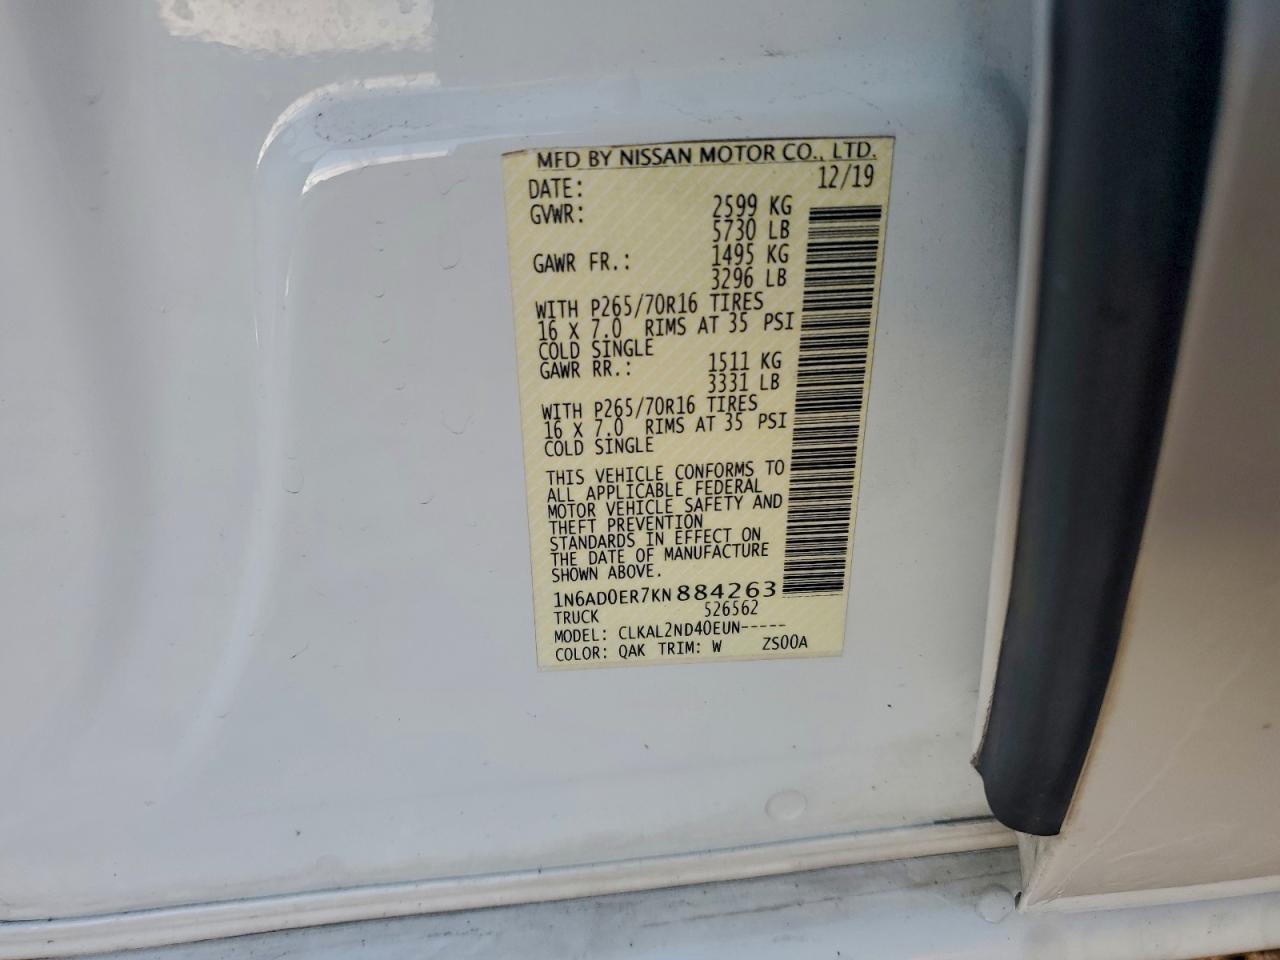 MFD BY NISSAN MOTOR CO., LTD.
DATE: 12/19
GVWR: 2599 KG
5730 LB
GAWR FR.: 1495 KG
3296 LB
WITH P265/70R16 TIRES
16 X 7.0 RIMS AT 35 PSI
COLD SINGLE
GAWR RR.: 1511 KG
3331 LB
WITH P265/70R16 TIRES
16 X 7.0 RIMS AT 35 PSI
COLD SINGLE
THIS VEHICLE CONFORMS TO
ALL APPLICABLE FEDERAL
MOTOR VEHICLE SAFETY AND
THEFT PREVENTION
STANDARDS IN EFFECT ON
THE DATE OF MANUFACTURE
SHOWN ABOVE.
1N6AD0ER7KN884263
TRUCK 526562
MODEL: CLKAL2ND40EUN-----
COLOR: QAK TRIM: W ZS00A